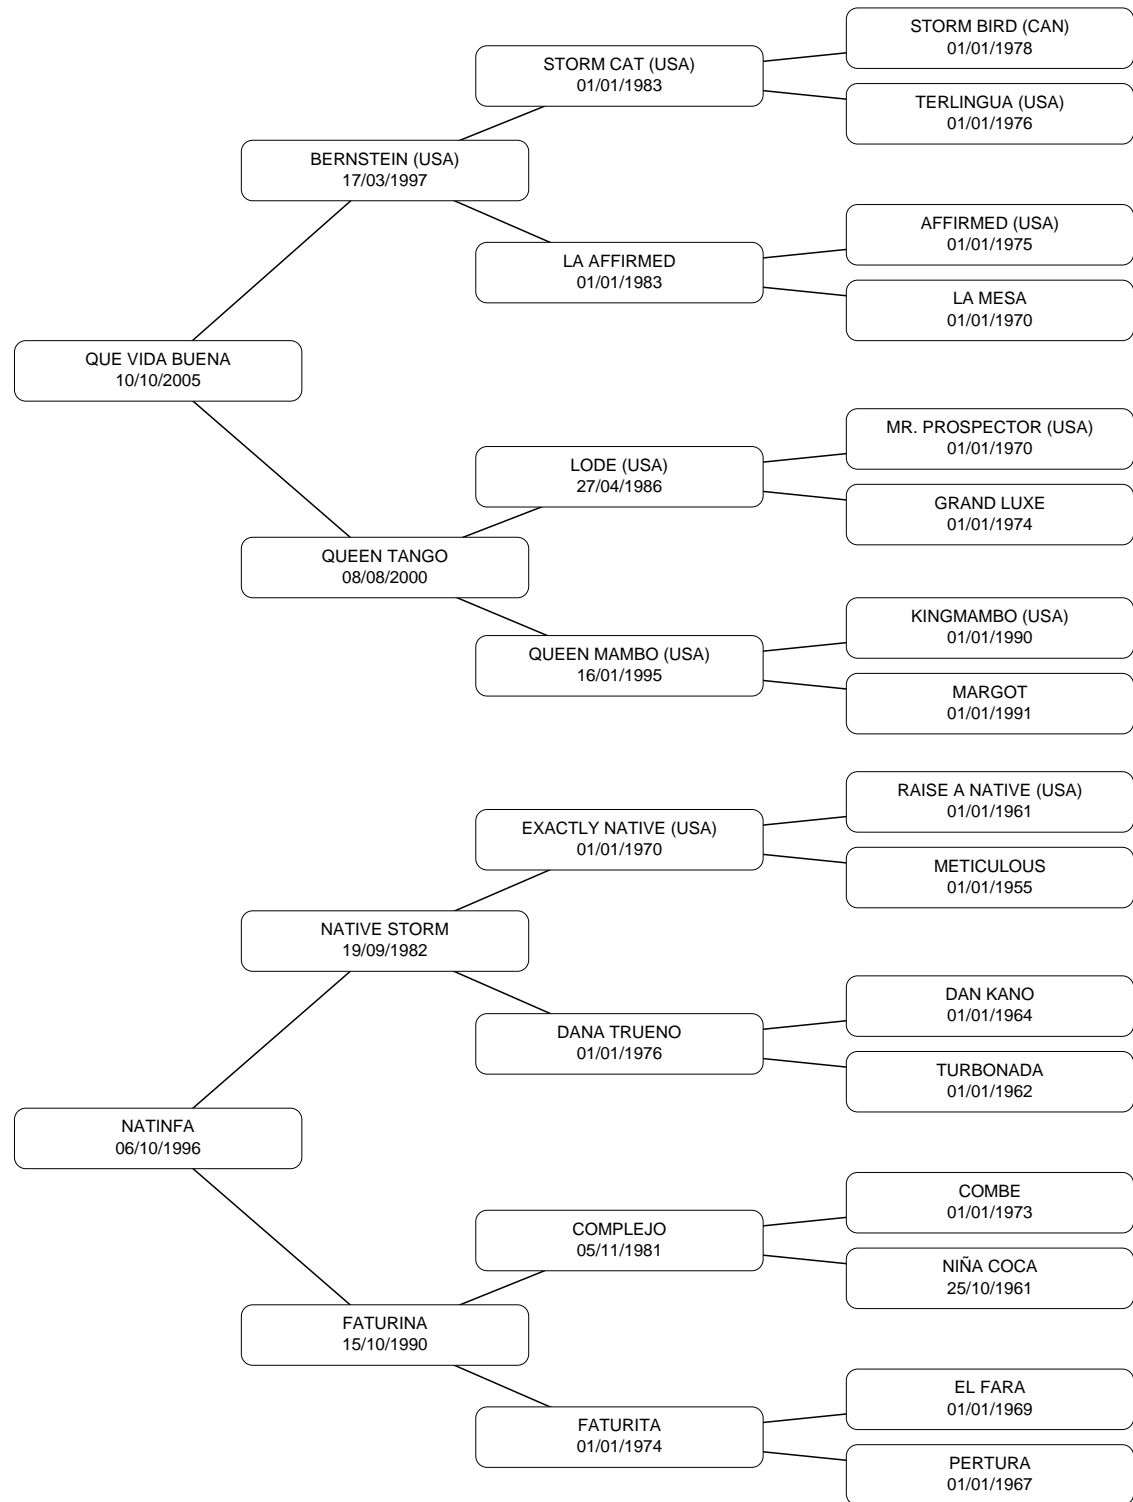 STORM BIRD (CAN)
01/01/1978
STORM CAT (USA)
01/01/1983
TERLINGUA (USA)
01/01/1976
BERNSTEIN (USA)
17/03/1997
AFFIRMED (USA)
01/01/1975
LA AFFIRMED
01/01/1983
LA MESA
01/01/1970
QUE VIDA BUENA
10/10/2005
MR. PROSPECTOR (USA)
01/01/1970
LODE (USA)
27/04/1986
GRAND LUXE
01/01/1974
QUEEN TANGO
08/08/2000
KINGMAMBO (USA)
01/01/1990
QUEEN MAMBO (USA)
16/01/1995
MARGOT
01/01/1991
RAISE A NATIVE (USA)
01/01/1961
EXACTLY NATIVE (USA)
01/01/1970
METICULOUS
01/01/1955
NATIVE STORM
19/09/1982
DAN KANO
01/01/1964
DANA TRUENO
01/01/1976
TURBONADA
01/01/1962
NATINFA
06/10/1996
COMBE
01/01/1973
COMPLEJO
05/11/1981
NIÑA COCA
25/10/1961
FATURINA
15/10/1990
EL FARA
01/01/1969
FATURITA
01/01/1974
PERTURA
01/01/1967